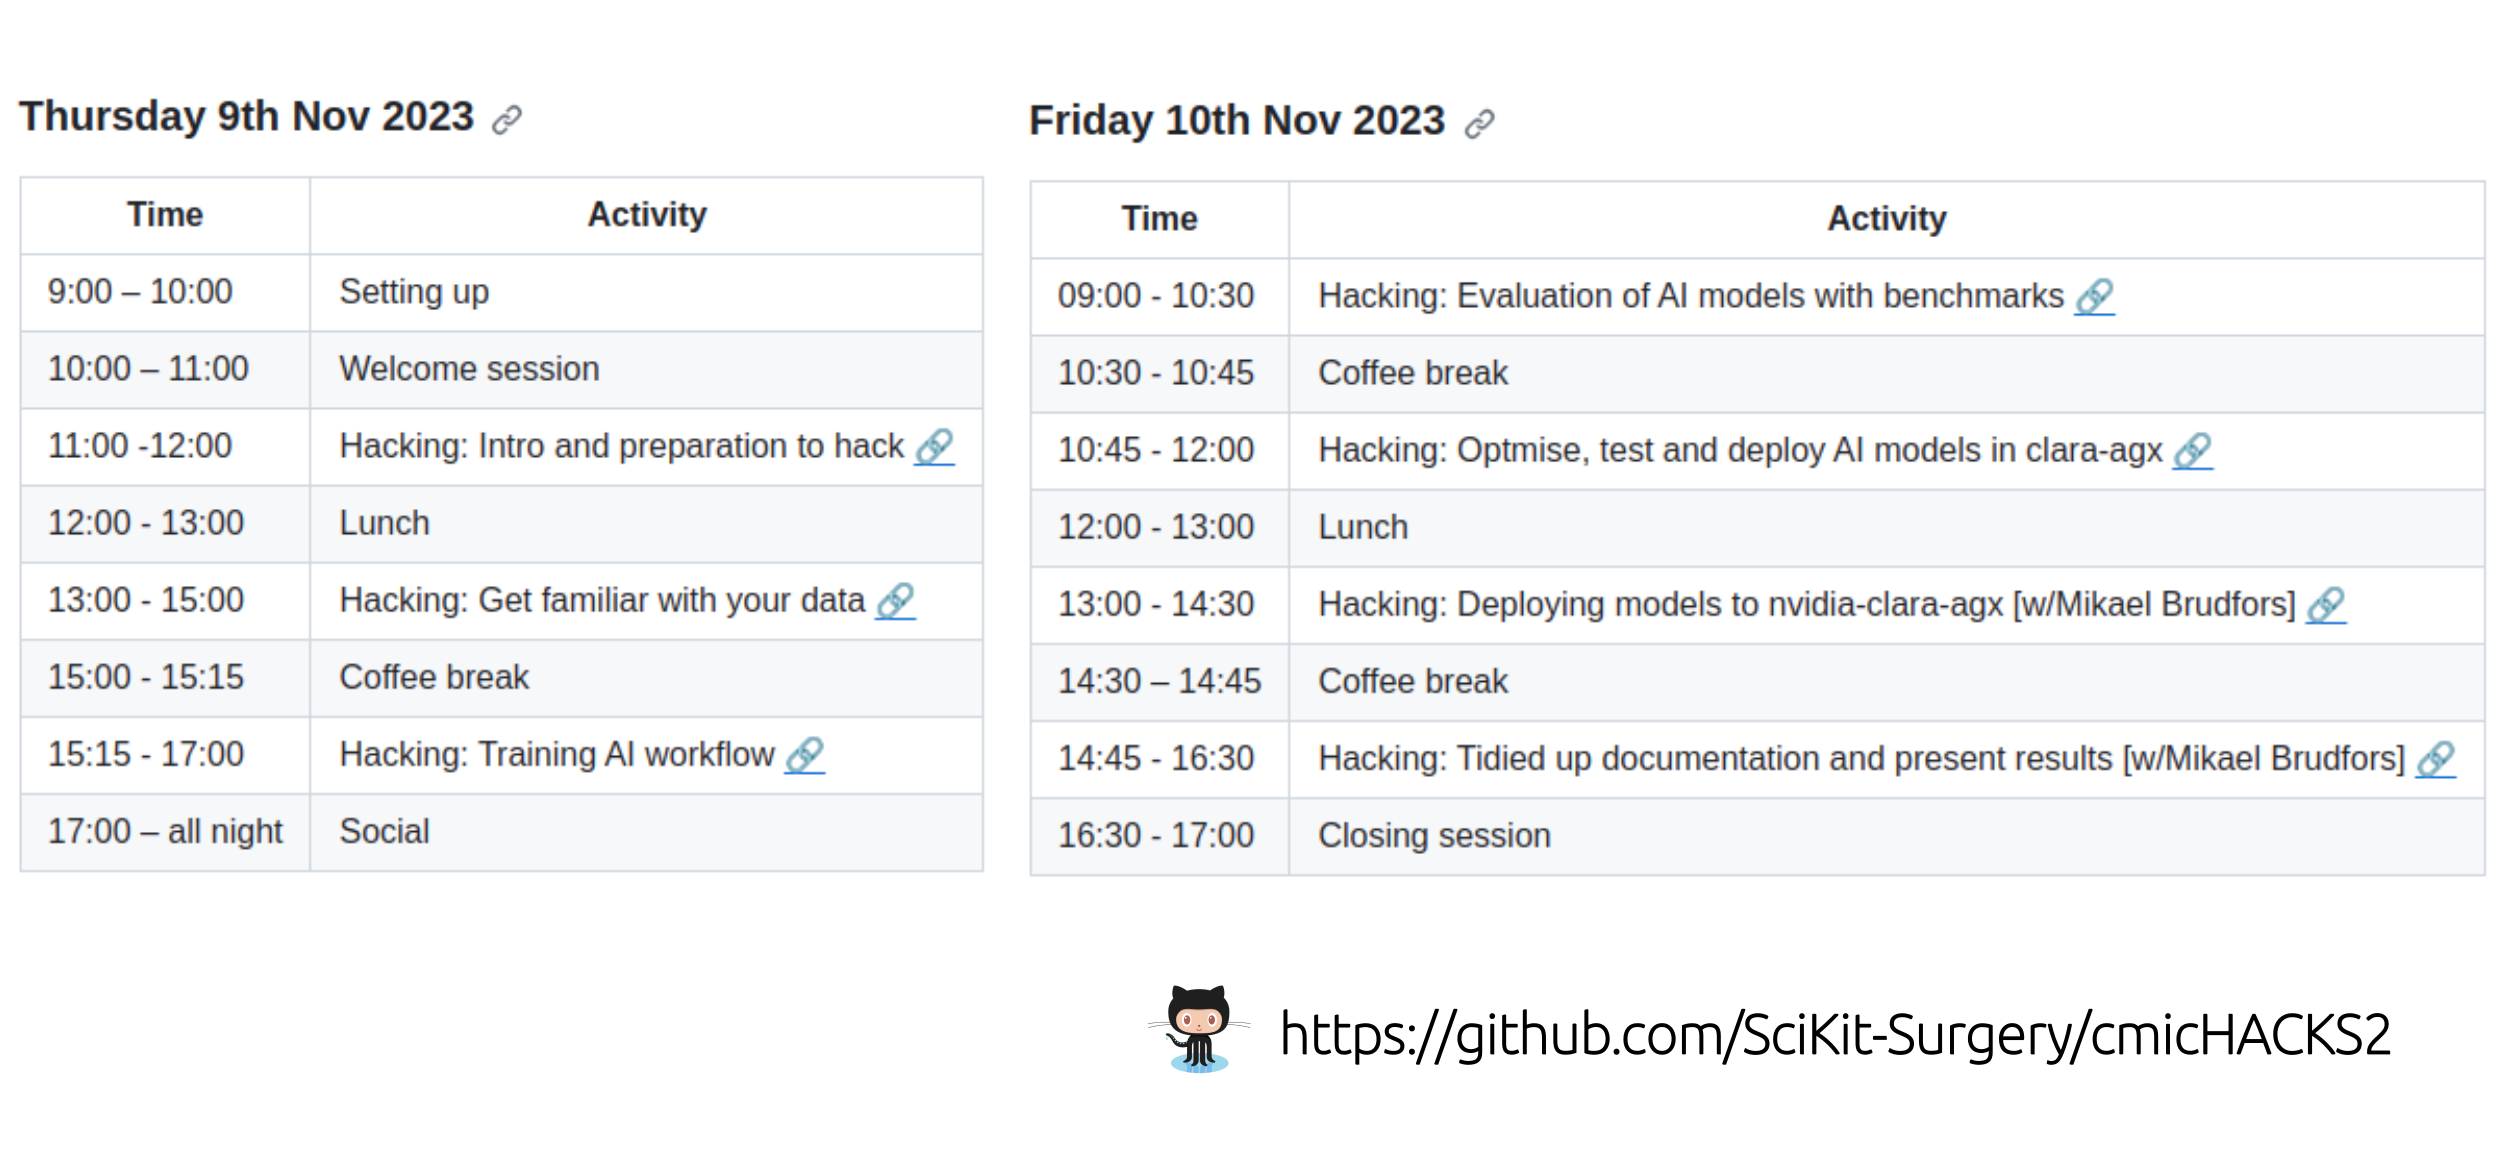 Thursday 9th Nov 2023
Time Activity
9:00 – 10:00 Setting up
10:00 – 11:00 Welcome session
11:00 -12:00 Hacking: Intro and preparation to hack
12:00 - 13:00 Lunch
13:00 - 15:00 Hacking: Get familiar with your data
15:00 - 15:15 Coffee break
15:15 - 17:00 Hacking: Training AI workflow
17:00 – all night Social
Friday 10th Nov 2023
Time Activity
09:00 - 10:30 Hacking: Evaluation of AI models with benchmarks
10:30 - 10:45 Coffee break
10:45 - 12:00 Hacking: Optmise, test and deploy AI models in clara-agx
12:00 - 13:00 Lunch
13:00 - 14:30 Hacking: Deploying models to nvidia-clara-agx [w/Mikael Brudfors]
14:30 – 14:45 Coffee break
14:45 - 16:30 Hacking: Tidied up documentation and present results [w/Mikael Brudfors]
16:30 - 17:00 Closing session
https://github.com/SciKit-Surgery/cmicHACKS2